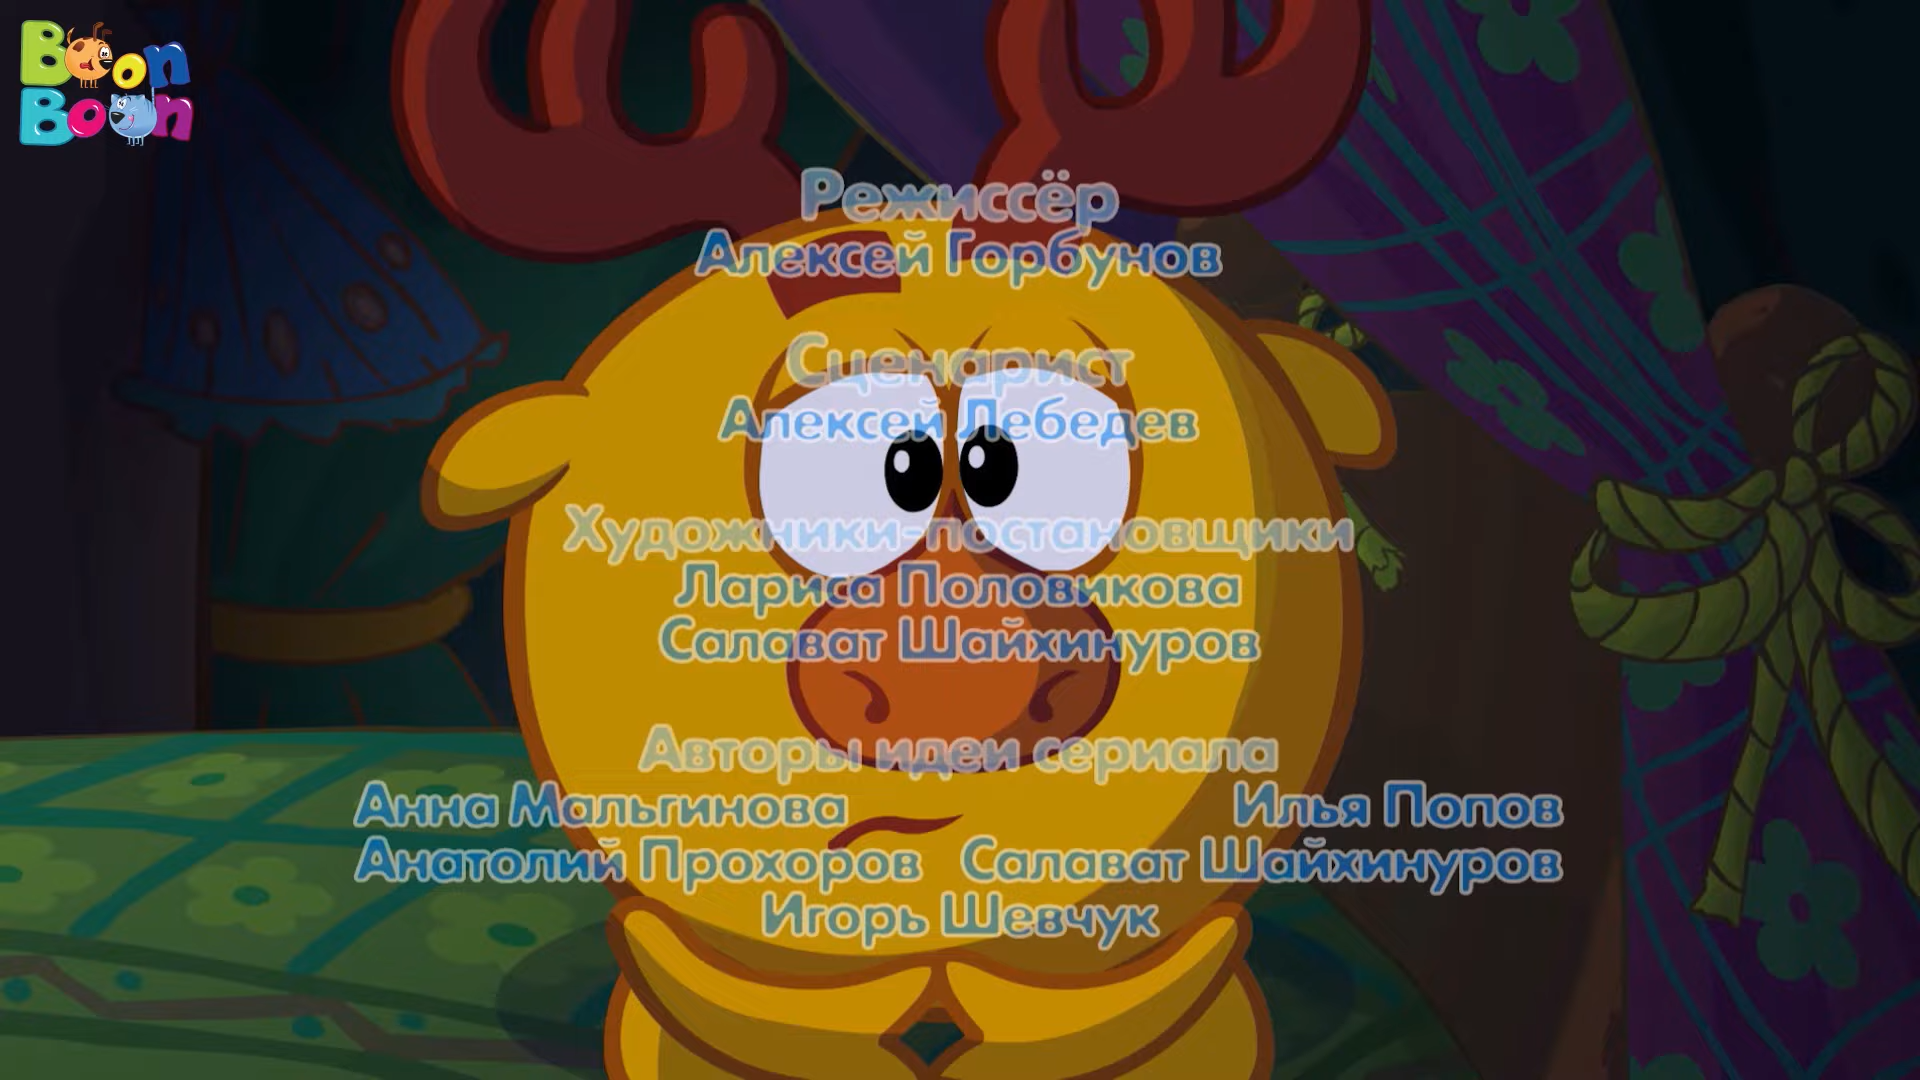 Boon
Boon
Режиссёр
Алексей Горбунов
Сценарист
Алексей Лебедев
Художники-постановщики
Лариса Половикова
Салават Шайхинуров
Авторы идеи сериала
Анна Мальгинова Илья Попов
Анатолий Прохоров Салават Шайхинуров
Игорь Шевчук